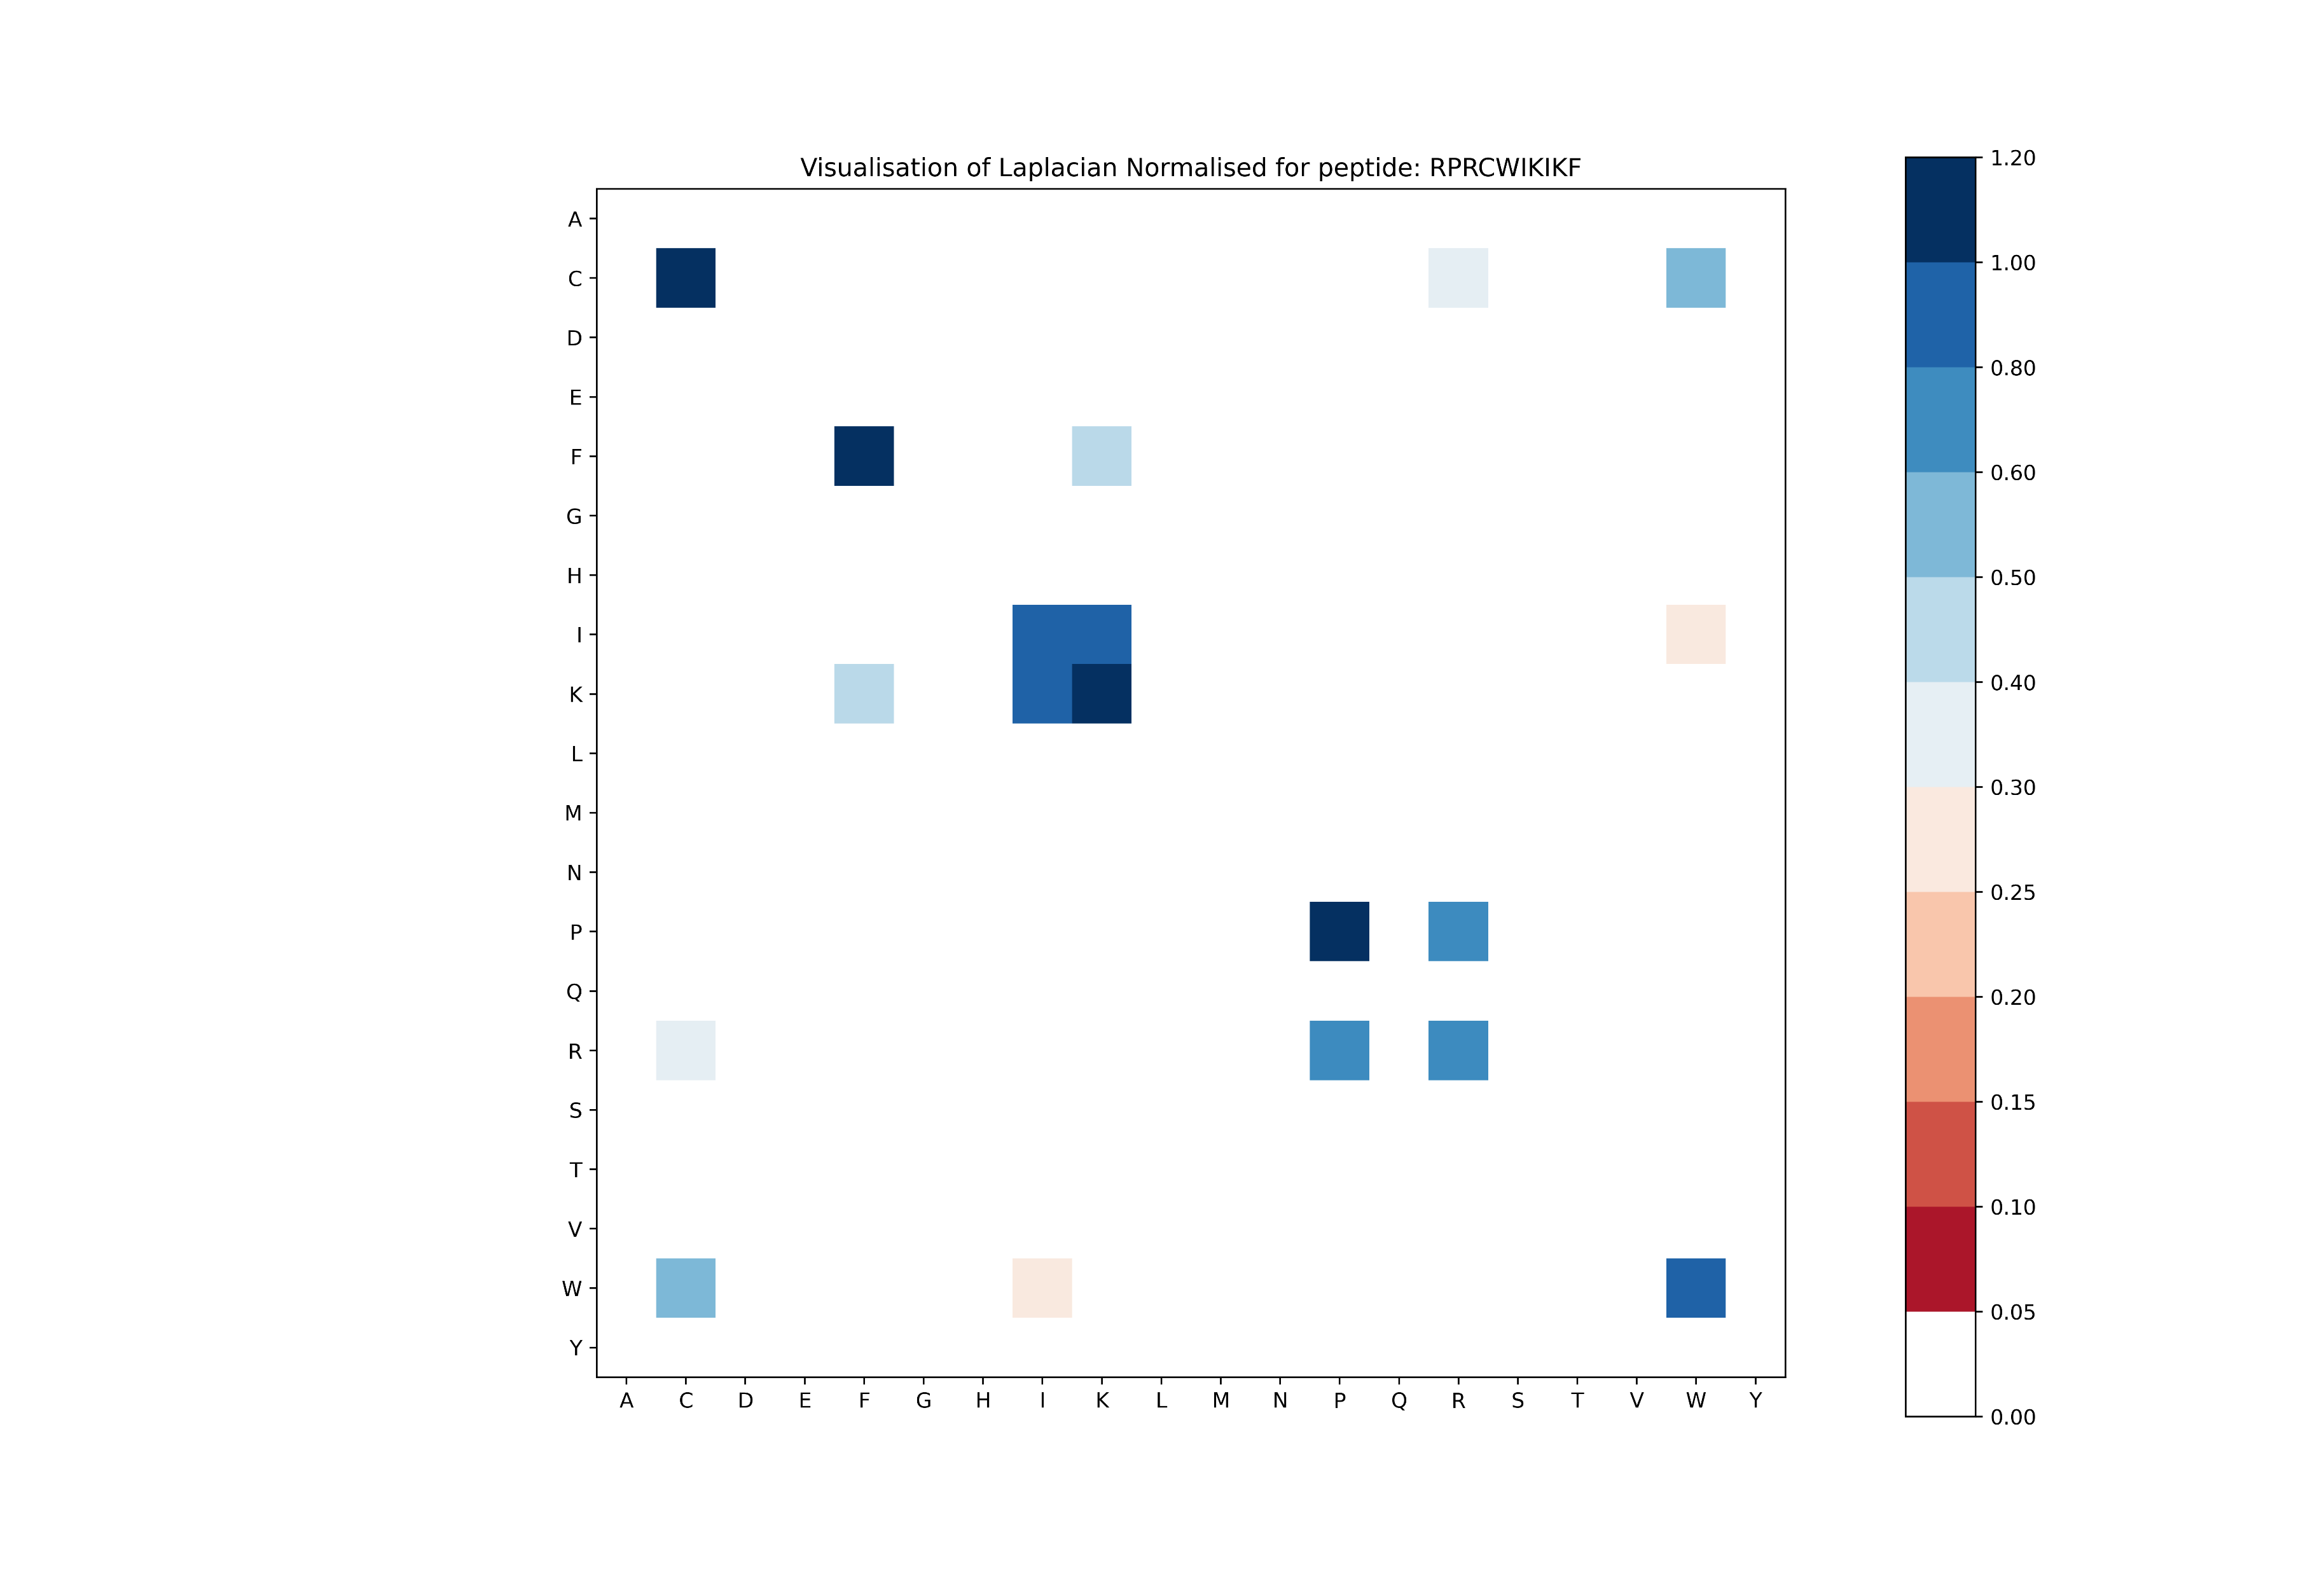 Visualisation of Laplacian Normalised for peptide: RPRCWIKIKF
A
C
D
E
F
G
H
I
K
L
M
N
P
Q
R
S
T
V
W
Y
A C D E F G H I K L M N P Q R S T V W Y
1.20
1.00
0.80
0.60
0.50
0.40
0.30
0.25
0.20
0.15
0.10
0.05
0.00